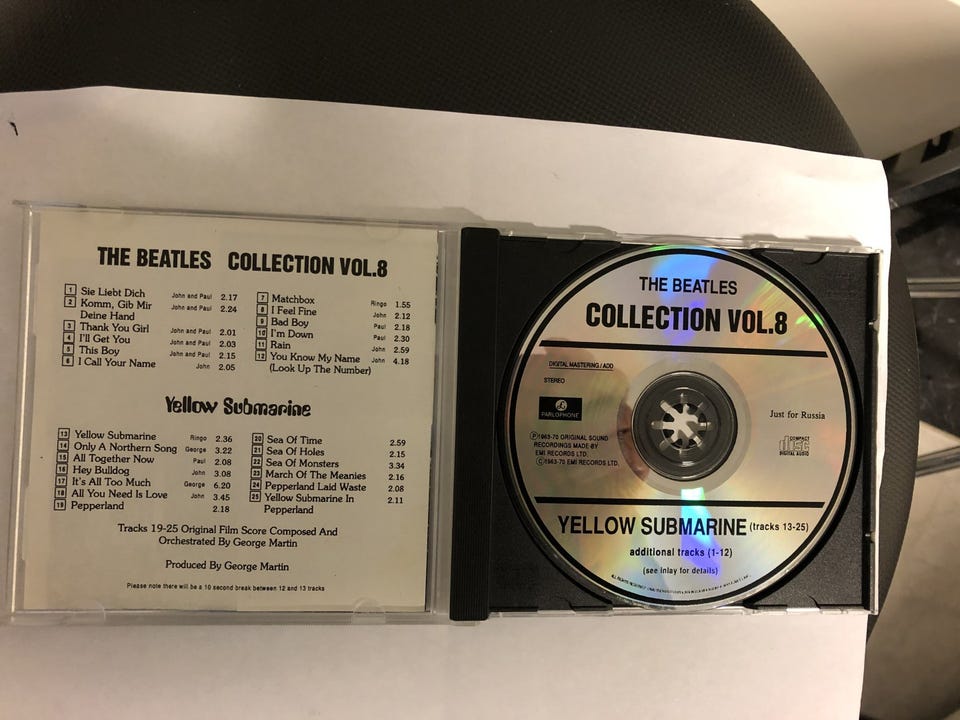 THE BEATLES COLLECTION VOL.8
1 Sie Liebt Dich John and Paul 2.17
2 Komm, Gib Mir John and Paul 2.24
Deine Hand
3 Thank You Girl John and Paul 2.01
4 I'll Get You John and Paul 2.03
5 This Boy John and Paul 2.15
6 I Call Your Name John 2.05
7 Matchbox Ringo 1.55
8 I Feel Fine John 2.12
9 Bad Boy Paul 2.18
10 I'm Down Paul 2.30
11 Rain John 2.59
12 You Know My Name John 4.18
(Look Up The Number)
Yellow Submarine
13 Yellow Submarine Ringo 2.36
14 Only A Northern Song George 3.22
15 All Together Now Paul 2.08
16 Hey Bulldog John 3.08
17 It's All Too Much George 6.20
18 All You Need Is Love John 3.45
19 Pepperland 2.18
20 Sea Of Time 2.59
21 Sea Of Holes 2.15
22 Sea Of Monsters 3.34
23 March Of The Meanies 2.16
24 Pepperland Laid Waste 2.08
25 Yellow Submarine In 2.11
Pepperland
Tracks 19-25 Original Film Score Composed And
Orchestrated By George Martin
Produced By George Martin
Please note there will be a 10 second break between 12 and 13 tracks
THE BEATLES
COLLECTION VOL.8
DIGITAL MASTERING / ADD
STEREO
PARLOPHONE
Ⓟ1963-70 ORIGINAL SOUND
RECORDINGS MADE BY
EMI RECORDS LTD.
©1963-70 EMI RECORDS LTD.
Just for Russia
COMPACT
disc
DIGITAL AUDIO
YELLOW SUBMARINE (tracks 13-25)
additional tracks (1-12)
(see inlay for details)